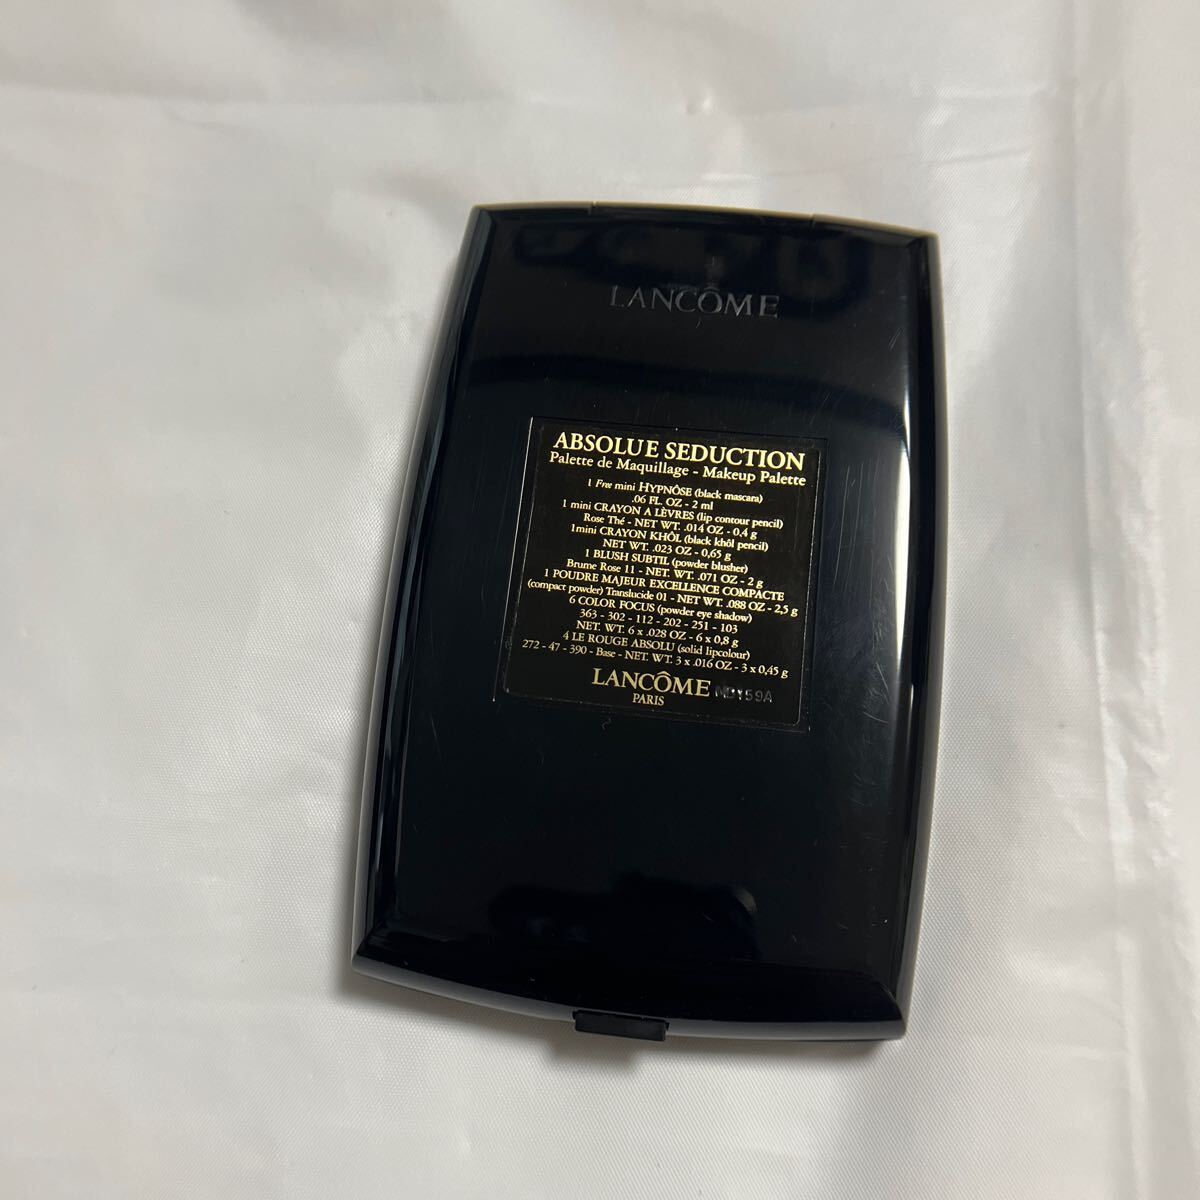 LANCÔME
ABSOLUE SEDUCTION
Palette de Maquillage - Makeup Palette
1 Free mini HYPNÔSE (black mascara)
.06 FL. OZ - 2 ml
1 mini CRAYON A LÈVRES (lip contour pencil)
Rose Thé - NET WT. .014 OZ - 0,4 g
1mini CRAYON KHÔL (black khôl pencil)
NET WT. .023 OZ - 0,65 g
1 BLUSH SUBTIL (powder blusher)
Brume Rose 11 - NET. WT. .071 OZ - 2 g
1 POUDRE MAJEUR EXCELLENCE COMPACTE
(compact powder) Translucide 01 - NET WT. .088 OZ - 2,5 g
6 COLOR FOCUS (powder eye shadow)
363 - 302 - 112 - 202 - 251 - 103
NET. WT. 6 x .028 OZ - 6 x 0,8 g
4 LE ROUGE ABSOLU (solid lipcolour)
272 - 47 - 390 - Base - NET. WT. 3 x .016 OZ - 3 x 0,45 g
LANCÔME
PARIS